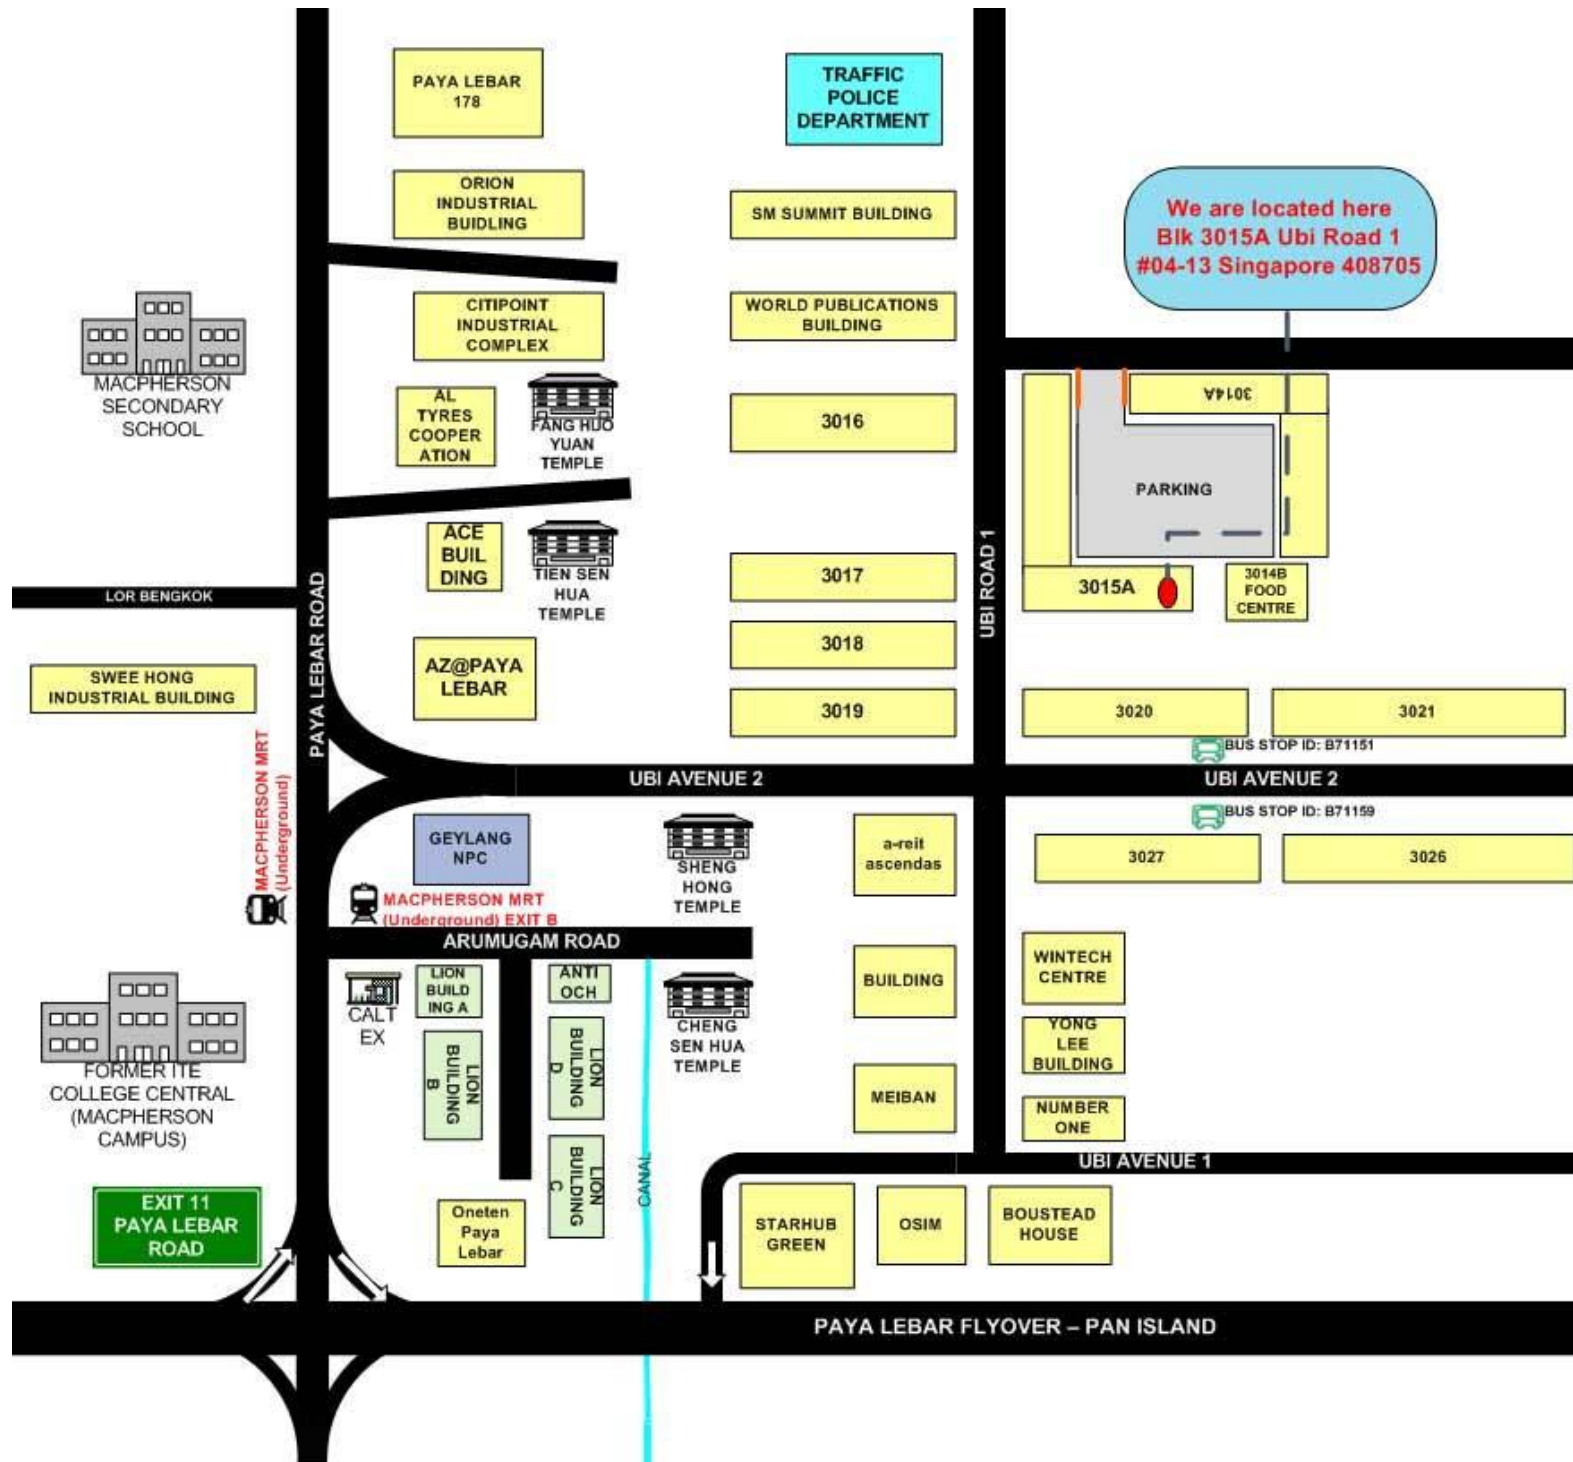 PAYA LEBAR
178
TRAFFIC
POLICE
DEPARTMENT
ORION
INDUSTRIAL
BUIDLING
SM SUMMIT BUILDING
We are located here
Blk 3015A Ubi Road 1
#04-13 Singapore 408705
CITIPOINT
INDUSTRIAL
COMPLEX
WORLD PUBLICATIONS
BUILDING
MACPHERSON
SECONDARY
SCHOOL
AL
TYRES
COOPER
ATION
FANG HUO
YUAN
TEMPLE
3016
3014A
PARKING
ACE
BUIL
DING
TIEN SEN
HUA
TEMPLE
3017
UBI ROAD 1
3015A
3014B
FOOD
CENTRE
LOR BENGKOK
PAYA LEBAR ROAD
3018
SWEE HONG
INDUSTRIAL BUILDING
AZ@PAYA
LEBAR
3019
3020
3021
BUS STOP ID: B71151
MACPHERSON MRT
(Underground)
UBI AVENUE 2
UBI AVENUE 2
BUS STOP ID: B71159
GEYLANG
NPC
SHENG
HONG
TEMPLE
a-reit
ascendas
3027
3026
MACPHERSON MRT
(Underground) EXIT B
ARUMUGAM ROAD
CALT
EX
LION
BUILD
ING A
ANTI
OCH
CHENG
SEN HUA
TEMPLE
BUILDING
WINTECH
CENTRE
YONG
LEE
BUILDING
LION
BUILDING
B
LION
BUILDING
D
FORMER ITE
COLLEGE CENTRAL
(MACPHERSON
CAMPUS)
MEIBAN
NUMBER
ONE
LION
BUILDING
C
CANAL
UBI AVENUE 1
EXIT 11
PAYA LEBAR
ROAD
Oneten
Paya
Lebar
STARHUB
GREEN
OSIM
BOUSTEAD
HOUSE
PAYA LEBAR FLYOVER – PAN ISLAND